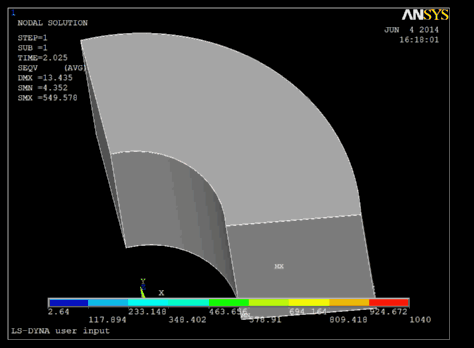 ANSYS
NODAL SOLUTION
JUN 4 2014
16:18:01
STEP=1
SUB =1
TIME=2.025
SEQV (AVG)
DMX =13.435
SMN =4.352
SMX =549.578
MX
Y
X
2.64 233.148 463.656 694.164 924.672
117.894 348.402 578.91 809.418 1040
LS-DYNA user input